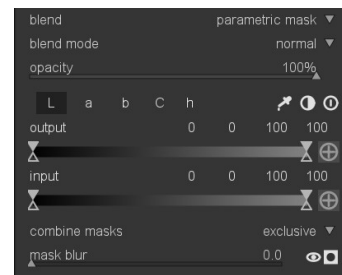 blend parametric mask
blend mode normal
opacity 100%
L a b C h
output 0 0 100 100
input 0 0 100 100
combine masks exclusive
mask blur 0.0